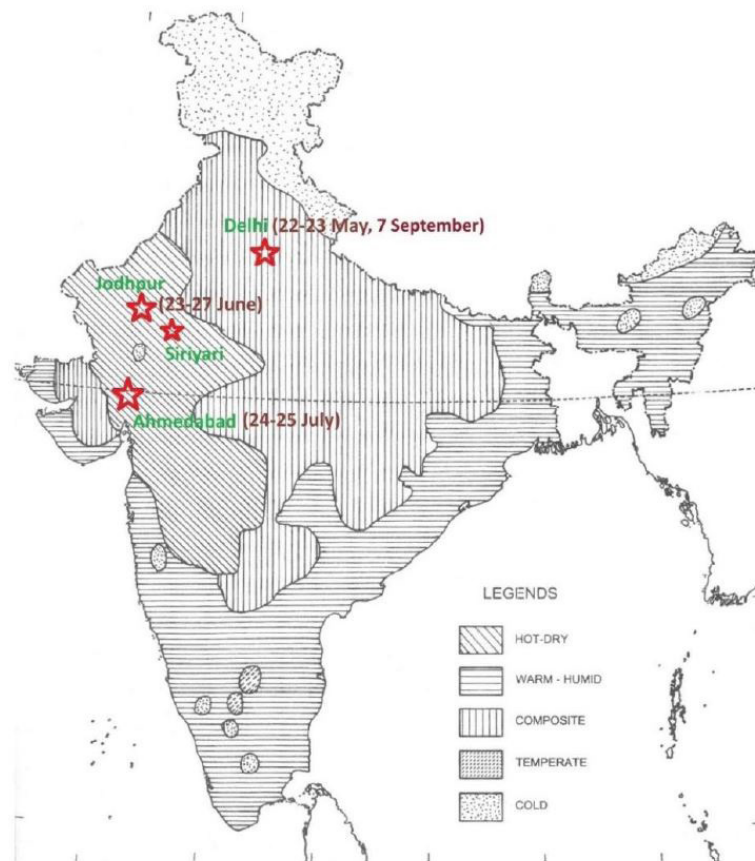 Delhi (22-23 May, 7 September)
Jodhpur
(23-27 June)
Siriyari
Ahmedabad (24-25 July)
LEGENDS
HOT-DRY
WARM - HUMID
COMPOSITE
TEMPERATE
COLD